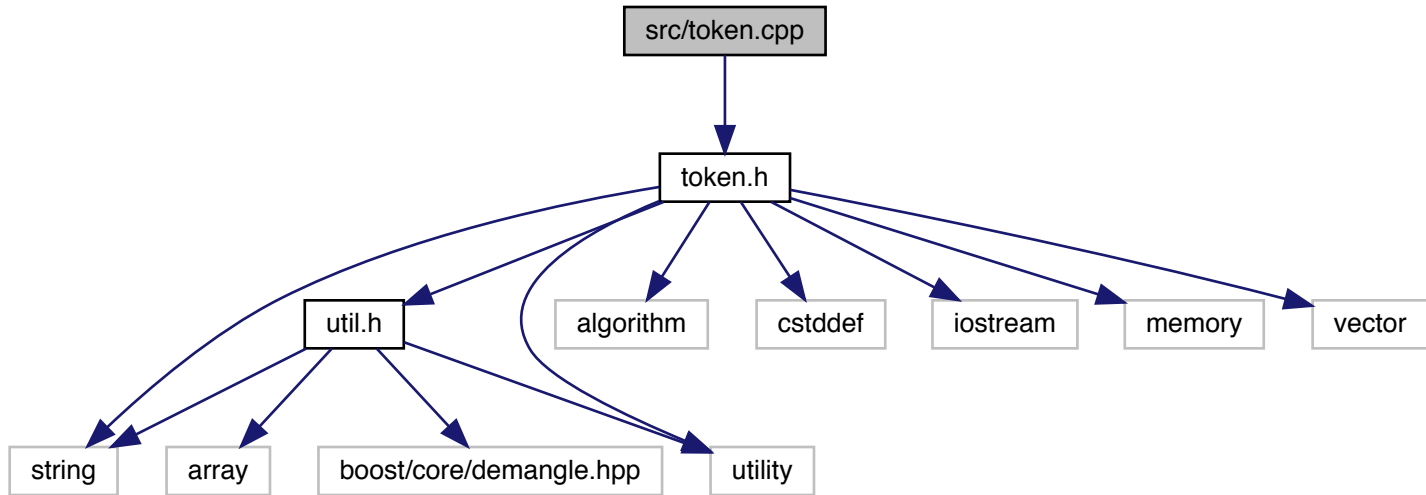 src/token.cpp
token.h
util.h
algorithm
cstddef
iostream
memory
vector
string
array
boost/core/demangle.hpp
utility